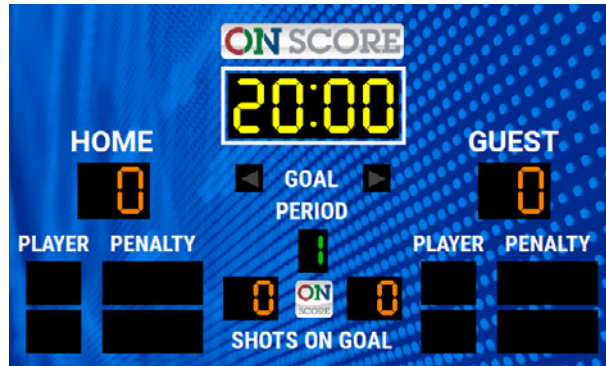 ON SCORE
20:00
HOME
GUEST
0
GOAL
0
PERIOD
PLAYER PENALTY
1
PLAYER PENALTY
0
ON
SCORE
0
SHOTS ON GOAL